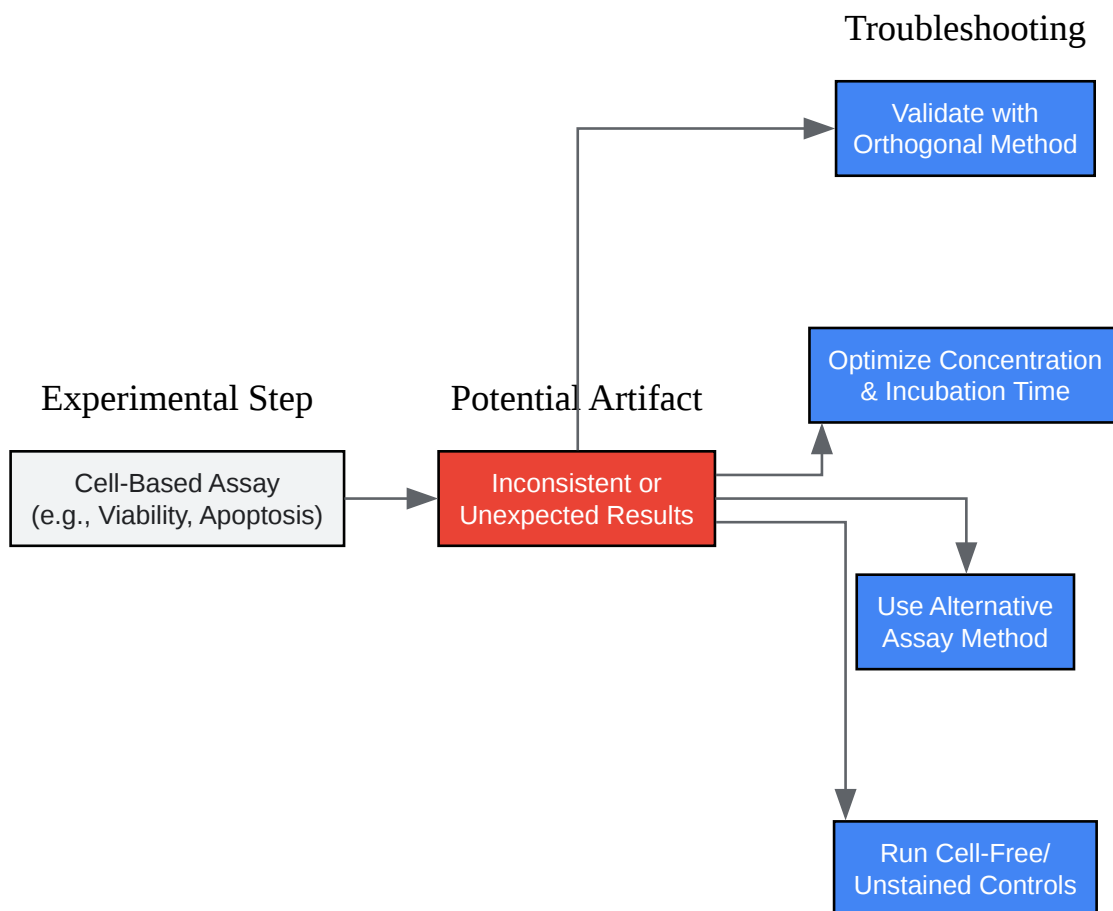 Troubleshooting
Validate with
Orthogonal Method
Optimize Concentration
& Incubation Time
Experimental Step
Potential Artifact
Cell-Based Assay
(e.g., Viability, Apoptosis)
Inconsistent or
Unexpected Results
Use Alternative
Assay Method
Run Cell-Free/
Unstained Controls